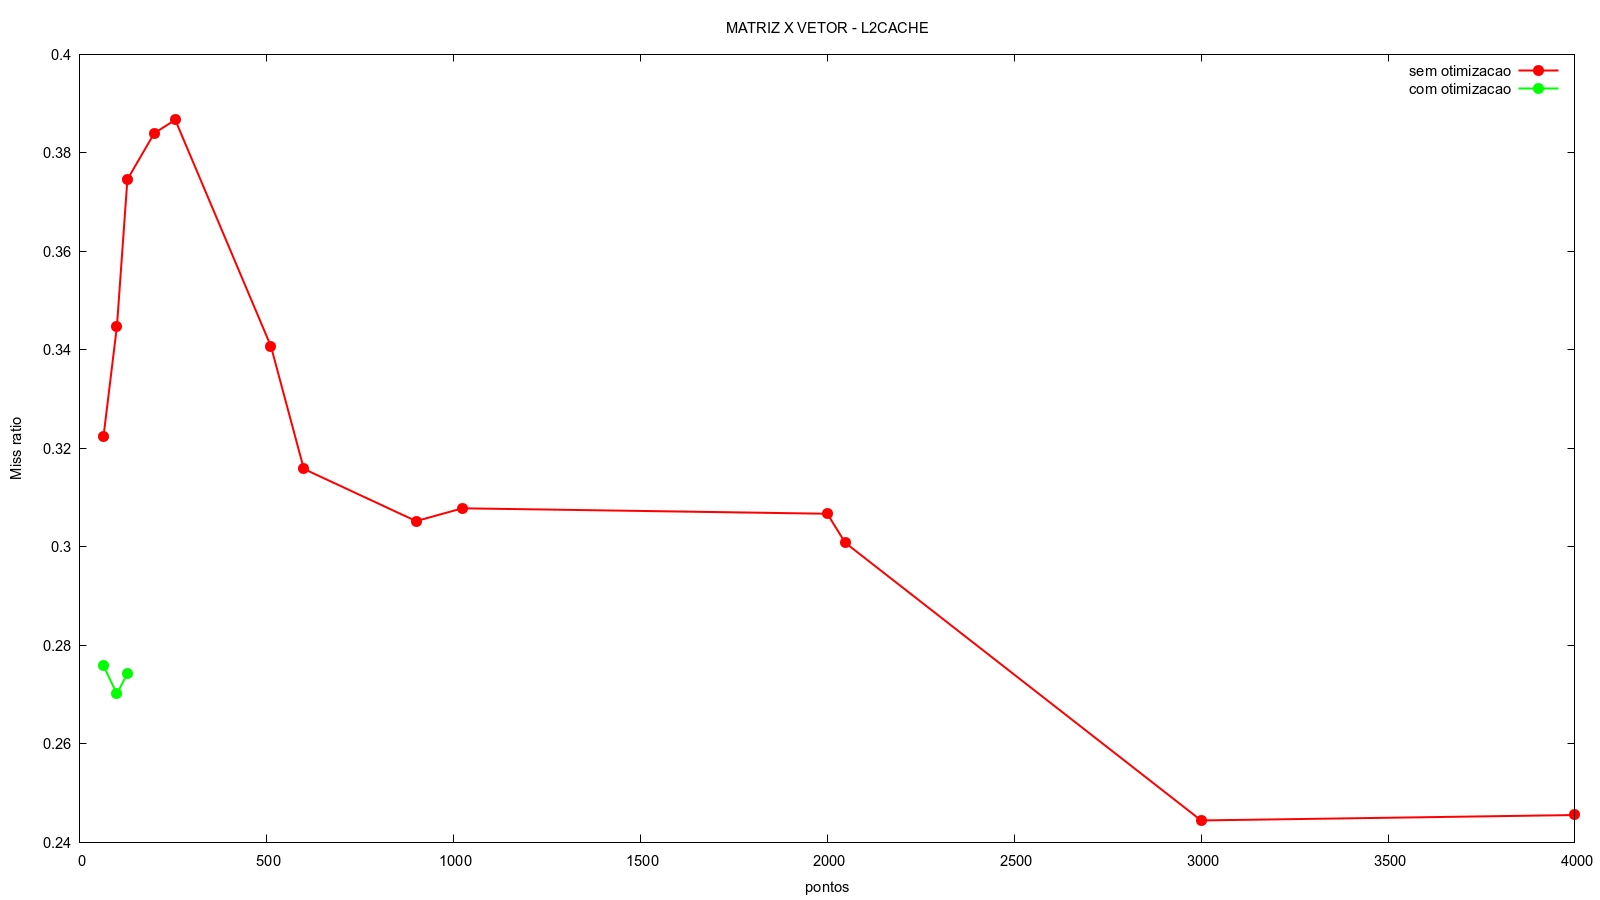 MATRIZ X VETOR - L2CACHE
sem otimizacao
com otimizacao
0.4
0.38
0.36
0.34
0.32
0.3
0.28
0.26
0.24
Miss ratio
0 500 1000 1500 2000 2500 3000 3500 4000
pontos